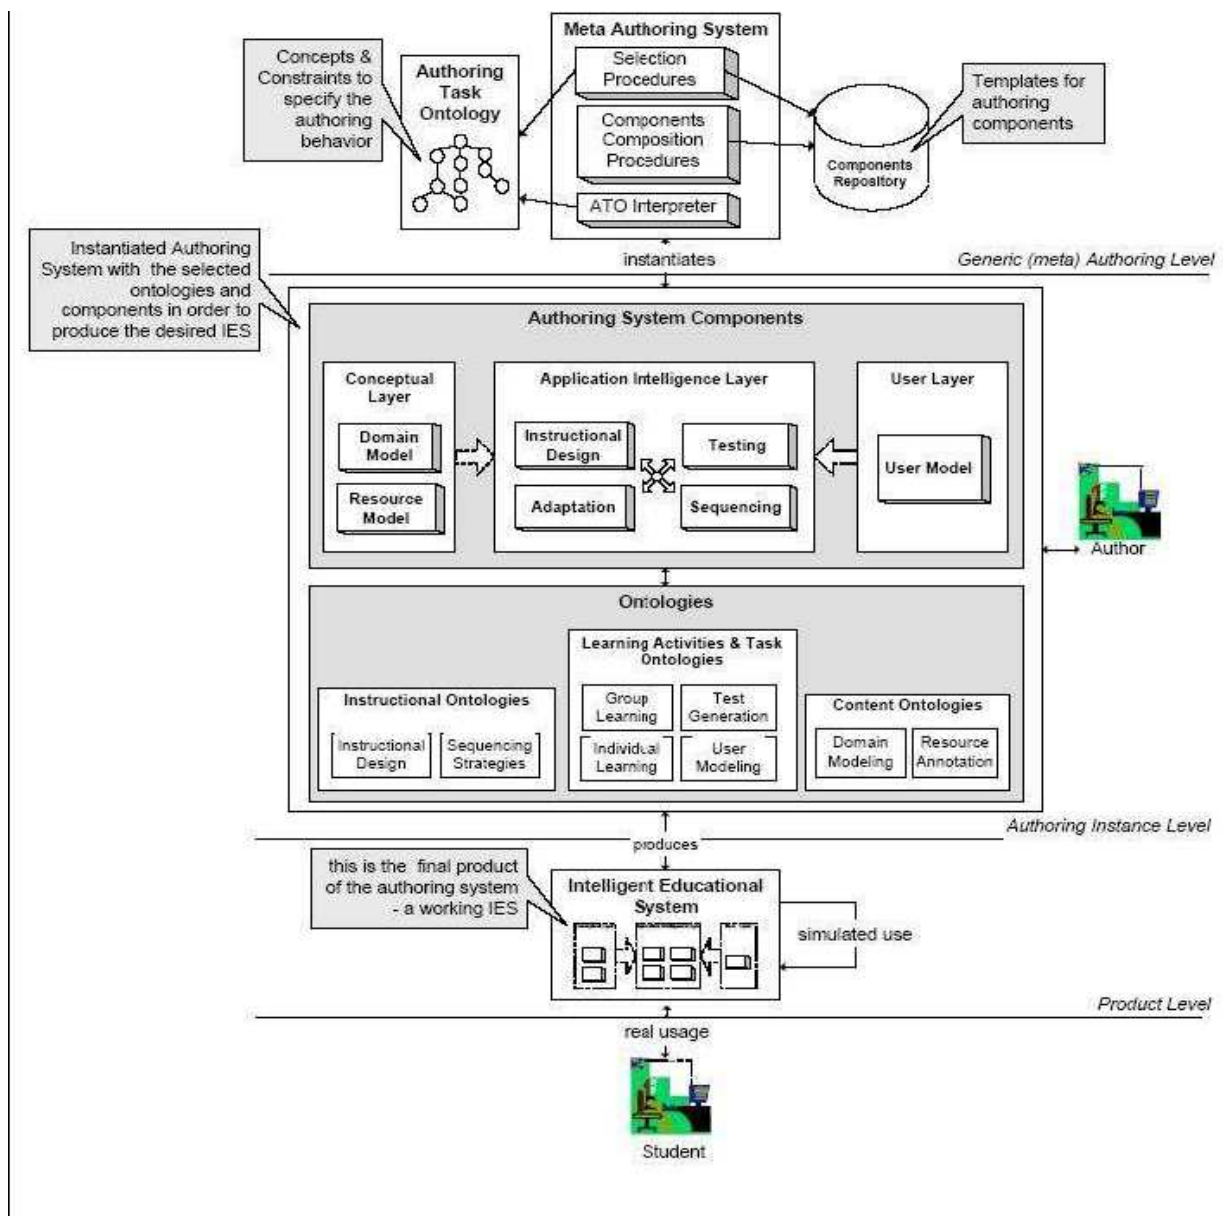 Meta Authoring System
Selection
Procedures
Components
Composition
Procedures
ATO Interpreter
Concepts &
Constraints to
specify the
authoring
behavior
Authoring
Task
Ontology
Components
Repository
Templates for
authoring
components
instantiates
Generic (meta) Authoring Level
Instantiated Authoring
System with the selected
ontologies and
components in order to
produce the desired IES
Authoring System Components
Conceptual
Layer
Domain
Model
Resource
Model
Application Intelligence Layer
Instructional
Design
Testing
Adaptation
Sequencing
User Layer
User Model
Author
Ontologies
Instructional Ontologies
Instructional
Design
Sequencing
Strategies
Learning Activities & Task
Ontologies
Group
Learning
Test
Generation
Individual
Learning
User
Modeling
Content Ontologies
Domain
Modeling
Resource
Annotation
Authoring Instance Level
produces
this is the final product
of the authoring system
- a working IES
Intelligent Educational
System
simulated use
Product Level
real usage
Student